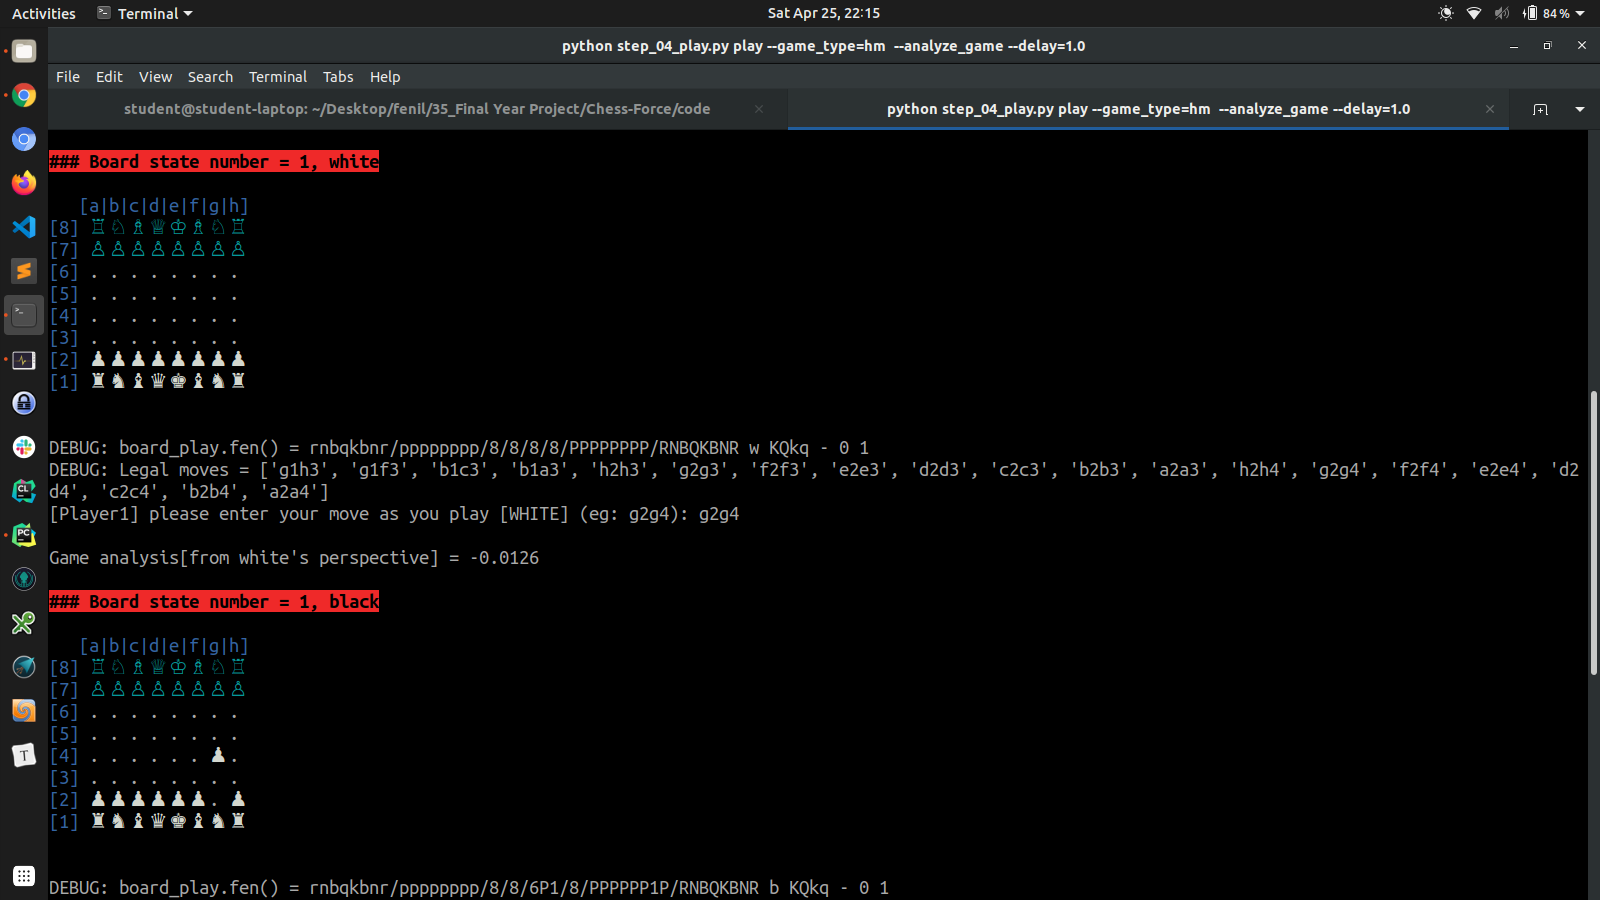 Activities Terminal Sat Apr 25, 22:15 84 %
python step_04_play.py play --game_type=hm  --analyze_game --delay=1.0
File Edit View Search Terminal Tabs Help
student@student-laptop: ~/Desktop/fenil/35_Final Year Project/Chess-Force/code python step_04_play.py play --game_type=hm  --analyze_game --delay=1.0
### Board state number = 1, white
[a|b|c|d|e|f|g|h]
[8] ♖♘♗♕♔♗♘♖
[7] ♙♙♙♙♙♙♙♙
[6] . . . . . . . .
[5] . . . . . . . .
[4] . . . . . . . .
[3] . . . . . . . .
[2] ♟♟♟♟♟♟♟♟
[1] ♜♞♝♛♚♝♞♜
DEBUG: board_play.fen() = rnbqkbnr/pppppppp/8/8/8/8/PPPPPPPP/RNBQKBNR w KQkq - 0 1
DEBUG: Legal moves = ['g1h3', 'g1f3', 'b1c3', 'b1a3', 'h2h3', 'g2g3', 'f2f3', 'e2e3', 'd2d3', 'c2c3', 'b2b3', 'a2a3', 'h2h4', 'g2g4', 'f2f4', 'e2e4', 'd2
d4', 'c2c4', 'b2b4', 'a2a4']
[Player1] please enter your move as you play [WHITE] (eg: g2g4): g2g4
Game analysis[from white's perspective] = -0.0126
### Board state number = 1, black
[a|b|c|d|e|f|g|h]
[8] ♖♘♗♕♔♗♘♖
[7] ♙♙♙♙♙♙♙♙
[6] . . . . . . . .
[5] . . . . . . . .
[4] . . . . . . ♟ .
[3] . . . . . . . .
[2] ♟♟♟♟♟♟ . ♟
[1] ♜♞♝♛♚♝♞♜
DEBUG: board_play.fen() = rnbqkbnr/pppppppp/8/8/6P1/8/PPPPPP1P/RNBQKBNR b KQkq - 0 1